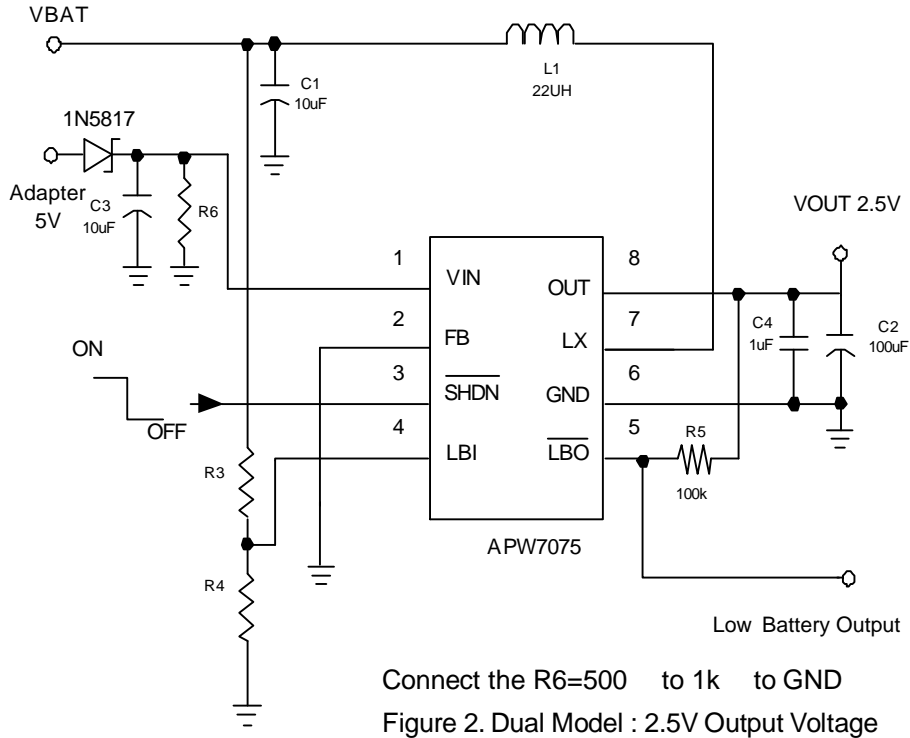 VBAT
L1
22UH
C1
10uF
1N5817
Adapter
5V
C3
10uF
R6
VOUT 2.5V
1
VIN
OUT
8
2
FB
LX
7
C4
1uF
C2
100uF
ON
OFF
3
SHDN
GND
6
4
LBI
LBO
5
R5
100k
R3
R4
APW7075
Low Battery Output
Connect the R6=500 to 1k to GND
Figure 2. Dual Model : 2.5V Output Voltage